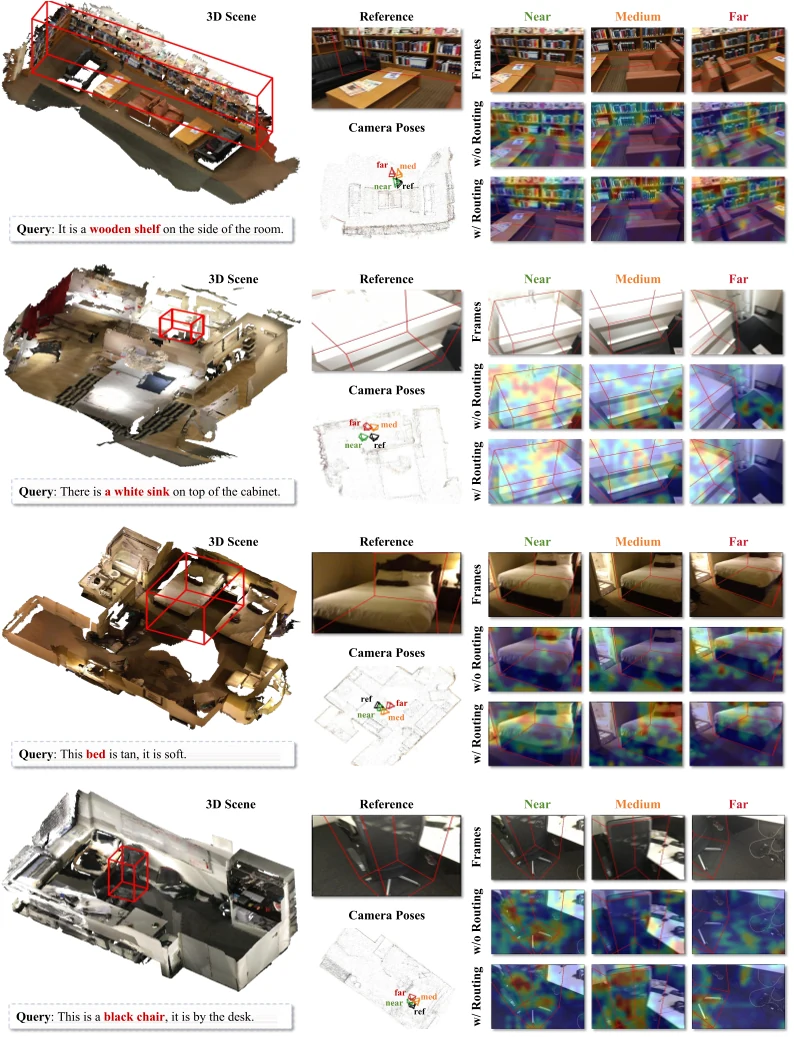 3D Scene
Reference
Near
Medium
Far
Frames
w/o Routing
w/ Routing
Camera Poses
far
med
near
ref
Query: It is a wooden shelf on the side of the room.
3D Scene
Reference
Near
Medium
Far
Frames
w/o Routing
w/ Routing
Camera Poses
far
med
near
ref
Query: There is a white sink on top of the cabinet.
3D Scene
Reference
Near
Medium
Far
Frames
w/o Routing
w/ Routing
Camera Poses
ref
far
near
med
Query: This bed is tan, it is soft.
3D Scene
Reference
Near
Medium
Far
Frames
w/o Routing
w/ Routing
Camera Poses
far
med
near
ref
Query: This is a black chair, it is by the desk.